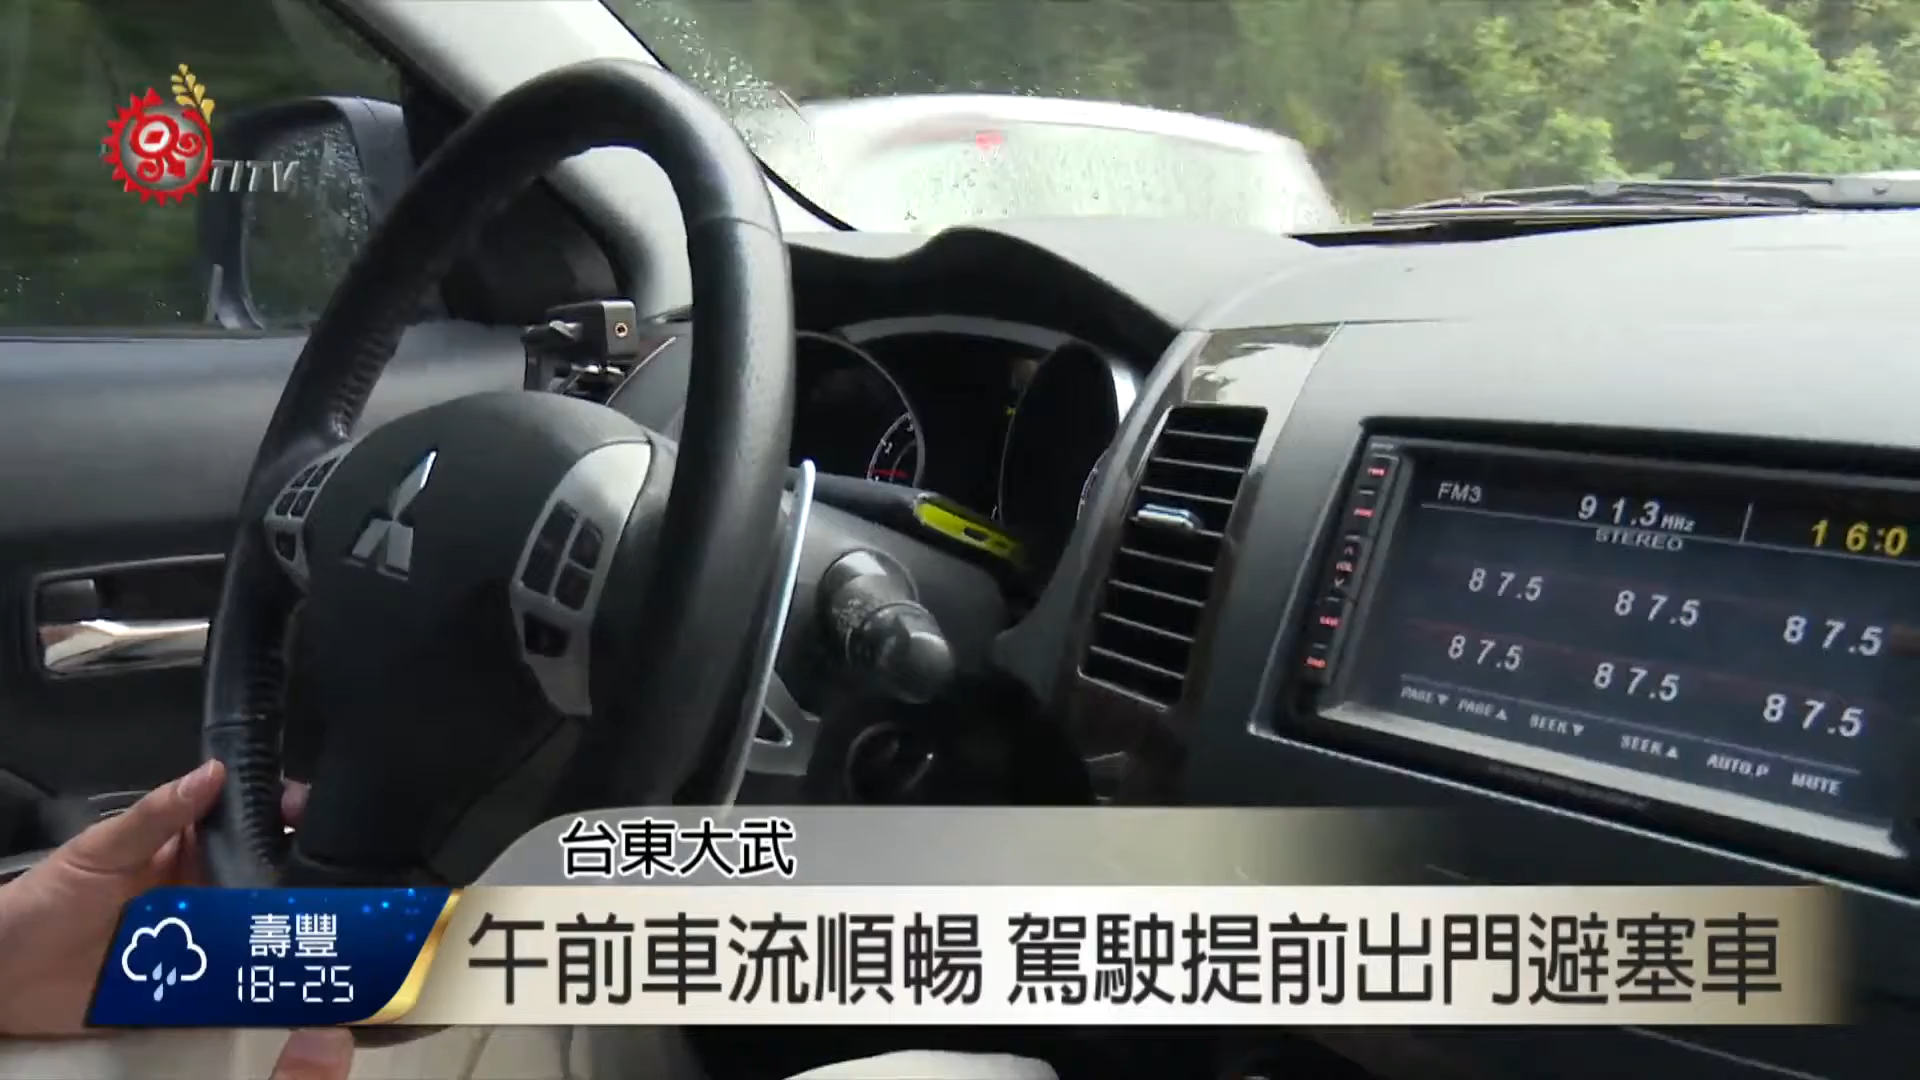 TITV
FM3
91.3MHz
16:0
STEREO
87.5 87.5 87.5
87.5 87.5 87.5
PAGE▼ PAGE▲ SEEK▼ SEEK▲ AUTO.P MUTE
台東大武
壽豐
18-25
午前車流順暢 駕駛提前出門避塞車